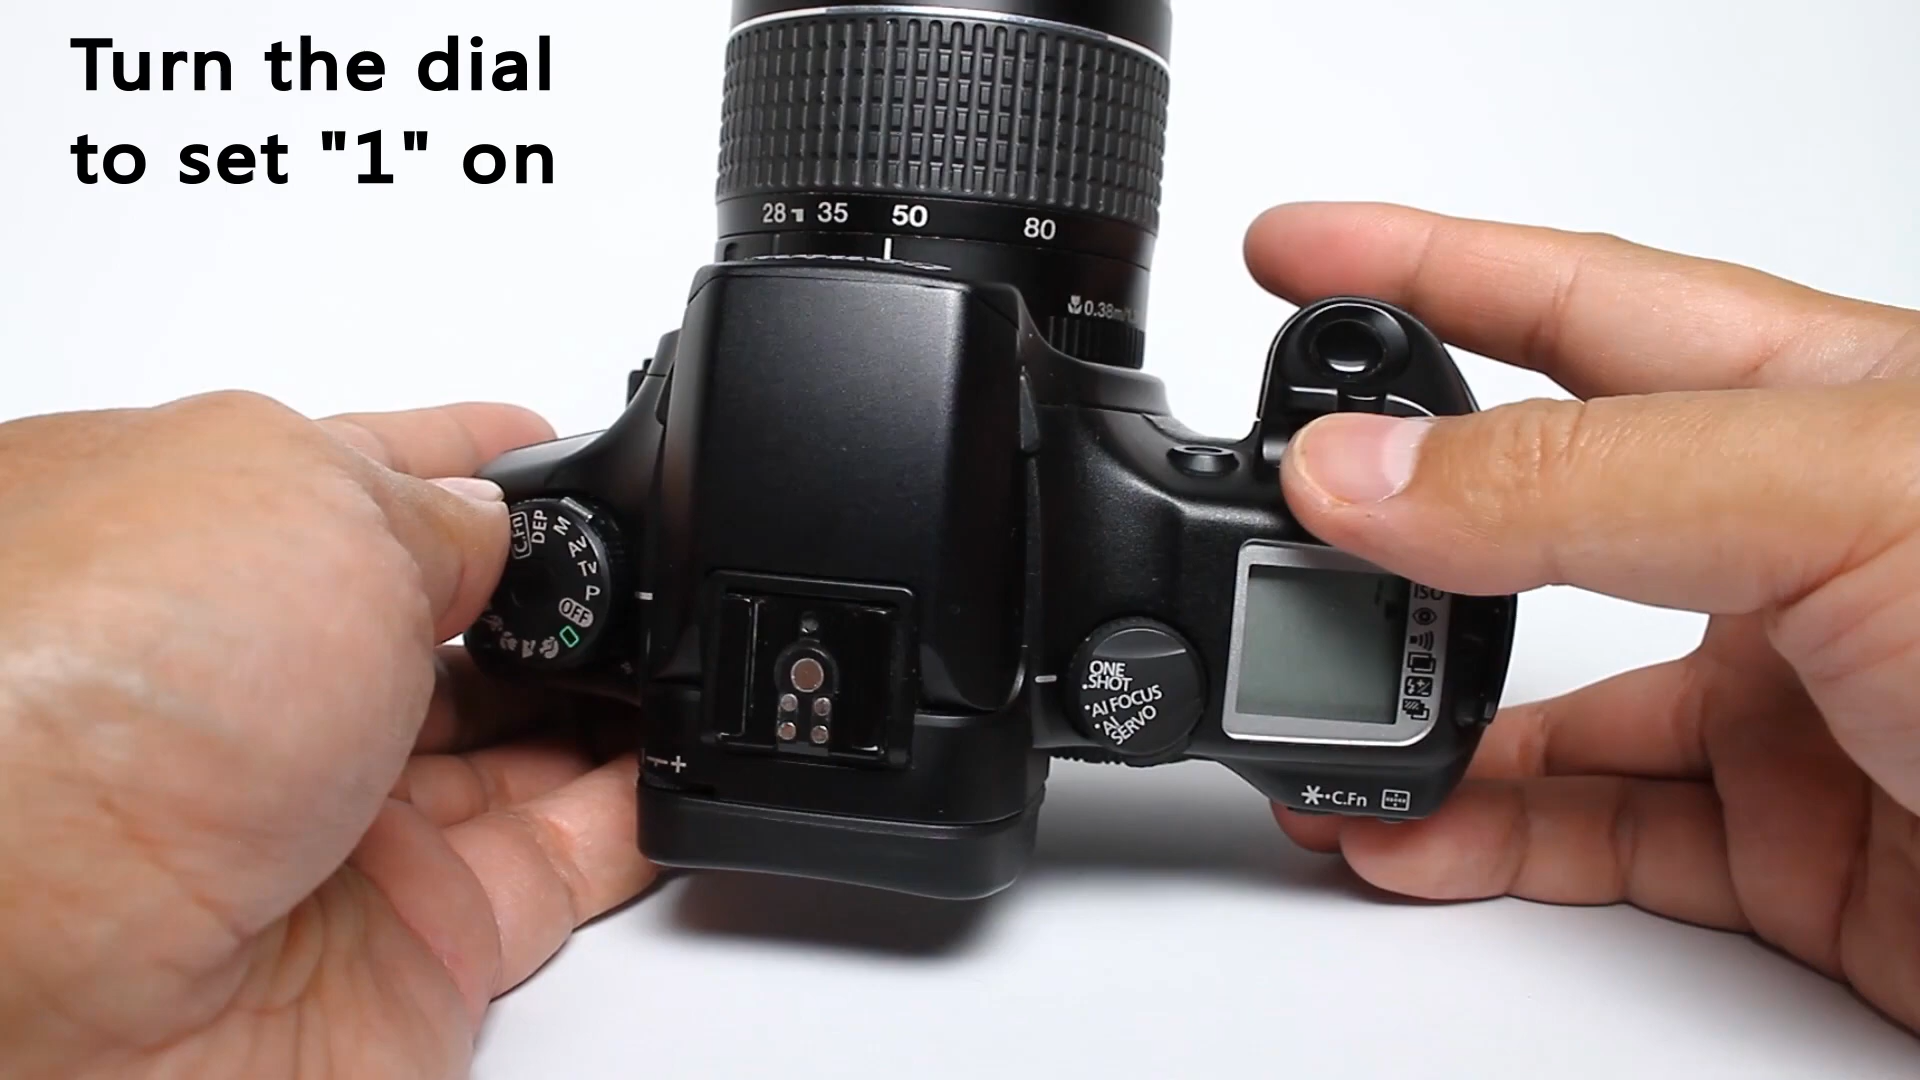 Turn the dial
to set "1" on
28 35 50 80
0.38m/1.
C.Fn
DEP
M
Av
Tv
P
OFF
ONE
SHOT
AI FOCUS
AI
SERVO
ISO
-+
*•C.Fn